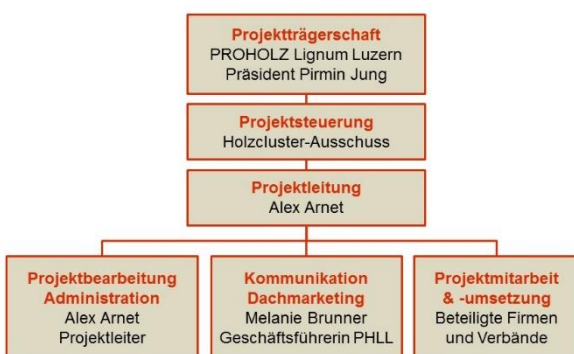 Projektträgerschaft
PROHOLZ Lignum Luzern
Präsident Pirmin Jung
Projektsteuerung
Holzcluster-Ausschuss
Projektleitung
Alex Arnet
Projektbearbeitung
Administration
Alex Arnet
Projektleiter
Kommunikation
Dachmarketing
Melanie Brunner
Geschäftsführerin PHLL
Projektmitarbeit
& -umsetzung
Beteiligte Firmen
und Verbände